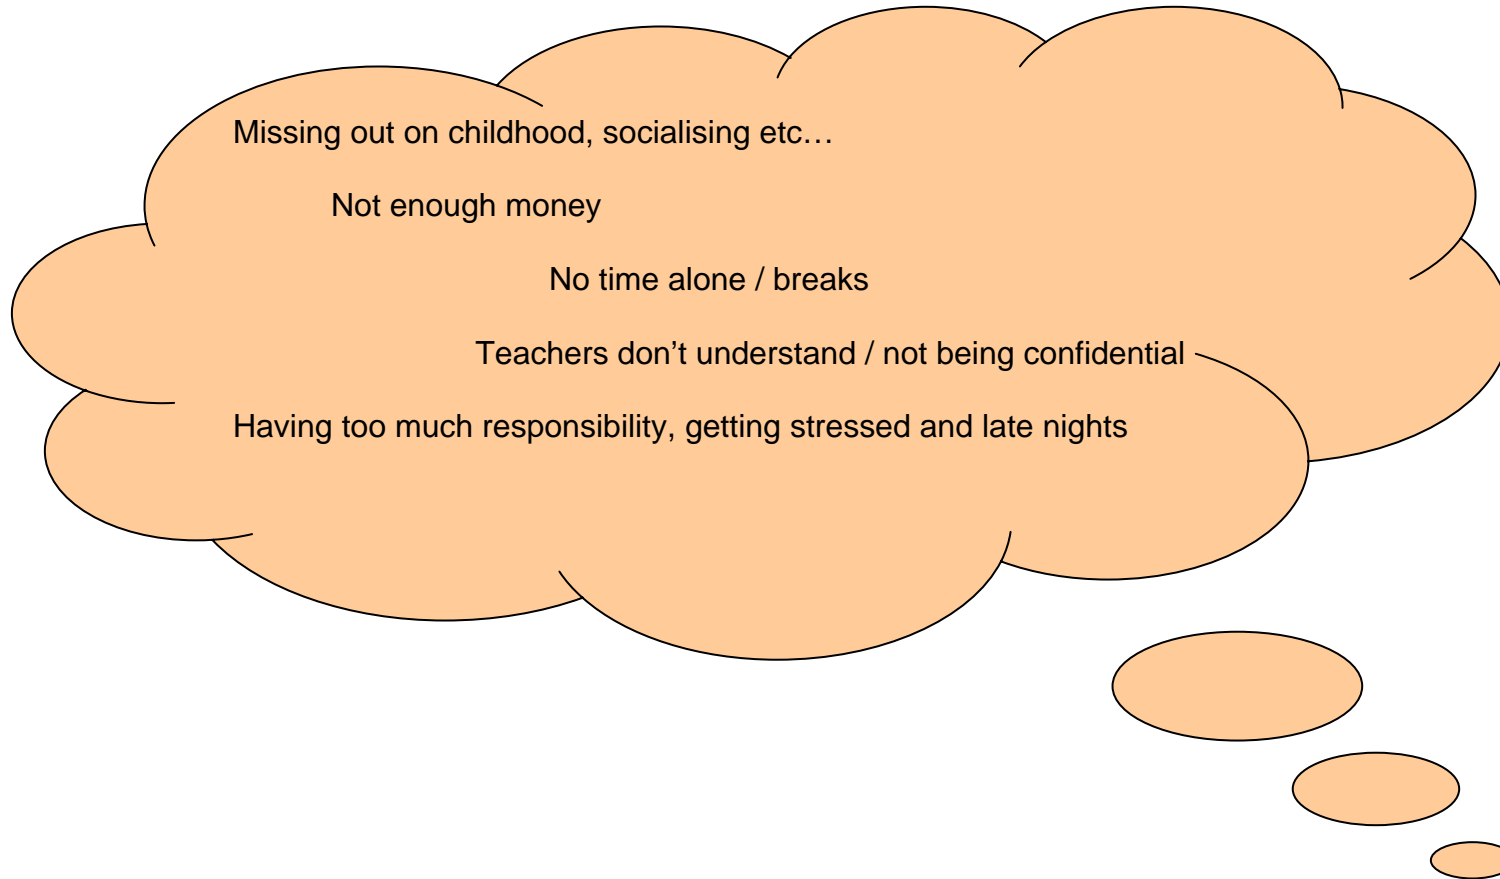 Missing out on childhood, socialising etc…
Not enough money
No time alone / breaks
Teachers don’t understand / not being confidential
Having too much responsibility, getting stressed and late nights